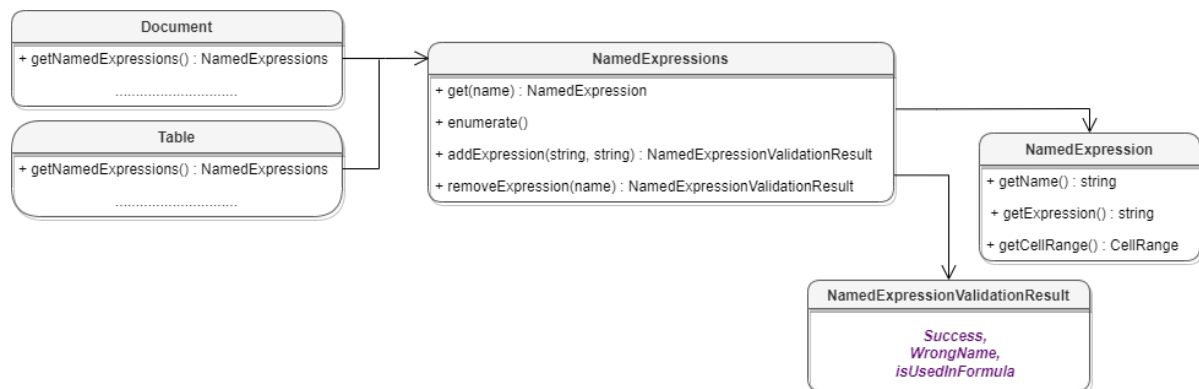 Document
+ getNamedExpressions() : NamedExpressions
..............................
Table
+ getNamedExpressions() : NamedExpressions
..............................
NamedExpressions
+ get(name) : NamedExpression
+ enumerate()
+ addExpression(string, string) : NamedExpressionValidationResult
+ removeExpression(name) : NamedExpressionValidationResult
NamedExpression
+ getName() : string
+ getExpression() : string
+ getCellRange() : CellRange
NamedExpressionValidationResult
Success,
WrongName,
isUsedInFormula